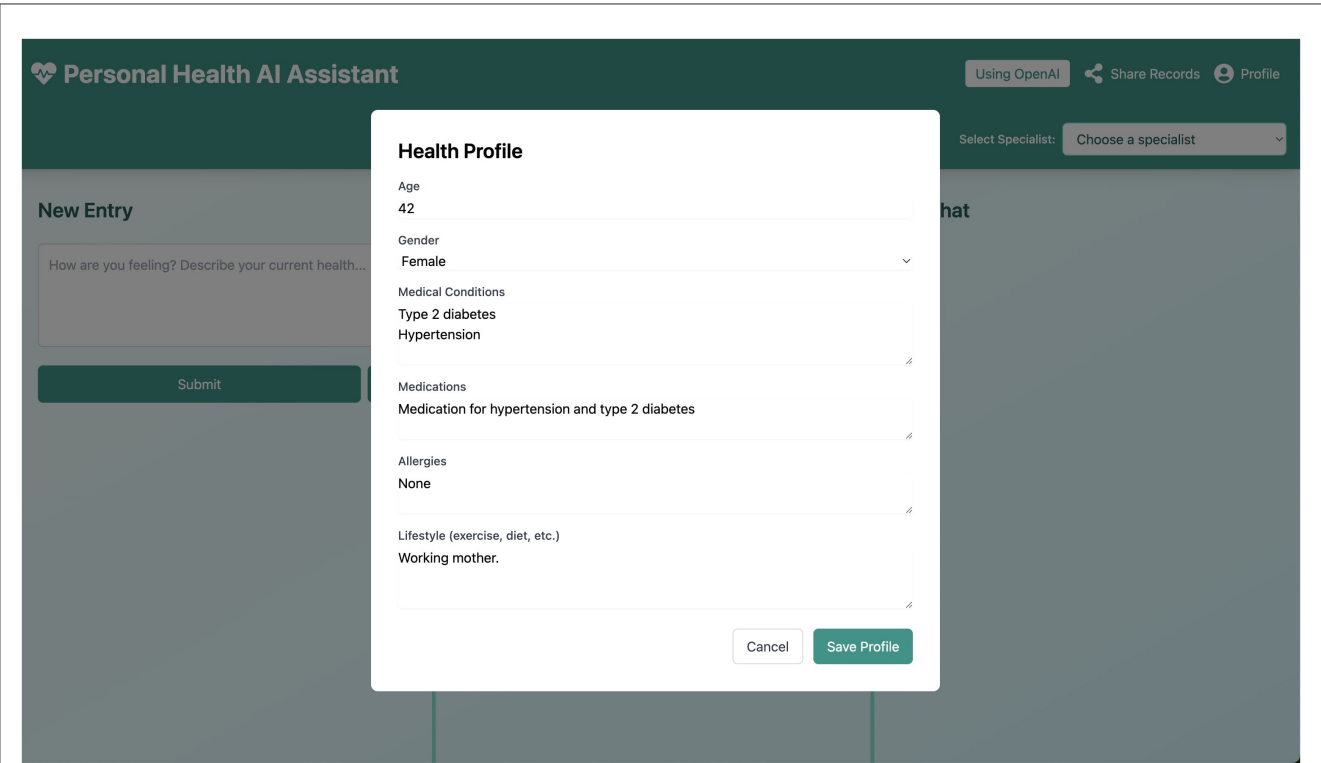 Personal Health AI Assistant
Using OpenAI
Share Records
Profile
Select Specialist:
Choose a specialist
New Entry
How are you feeling? Describe your current health...
Submit
hat
Health Profile
Age
42
Gender
Female
Medical Conditions
Type 2 diabetes
Hypertension
Medications
Medication for hypertension and type 2 diabetes
Allergies
None
Lifestyle (exercise, diet, etc.)
Working mother.
Cancel
Save Profile